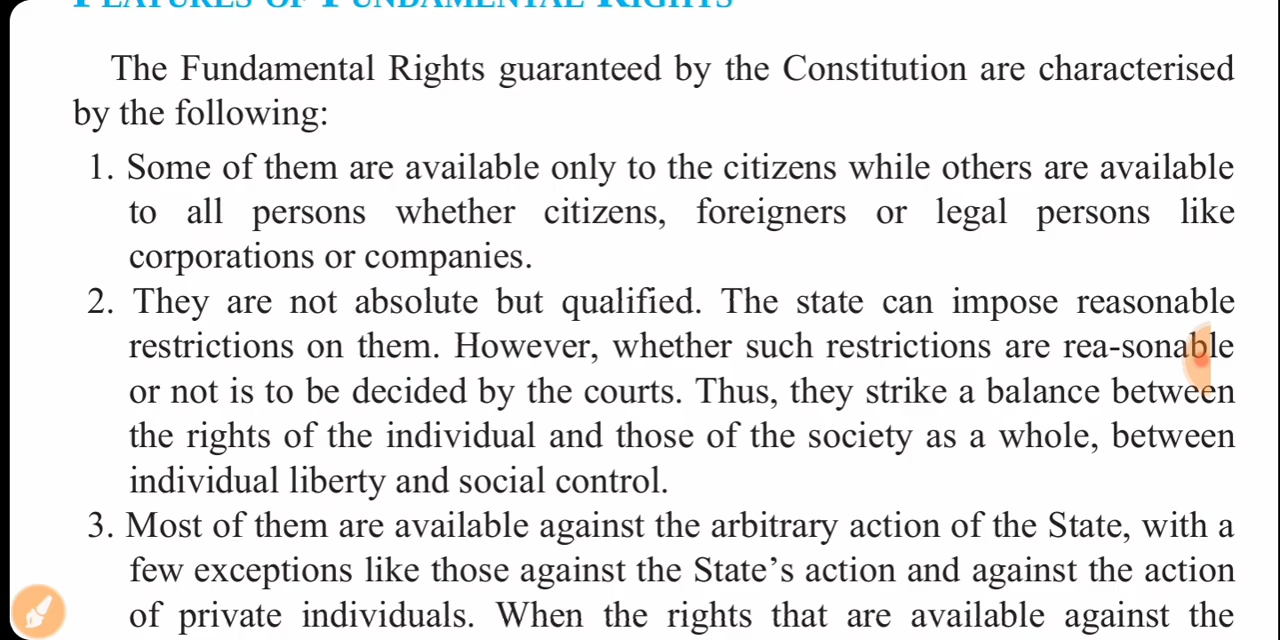 FEATURES OF FUNDAMENTAL RIGHTS
The Fundamental Rights guaranteed by the Constitution are characterised
by the following:
1. Some of them are available only to the citizens while others are available
to all persons whether citizens, foreigners or legal persons like
corporations or companies.
2. They are not absolute but qualified. The state can impose reasonable
restrictions on them. However, whether such restrictions are rea-sonable
or not is to be decided by the courts. Thus, they strike a balance between
the rights of the individual and those of the society as a whole, between
individual liberty and social control.
3. Most of them are available against the arbitrary action of the State, with a
few exceptions like those against the State’s action and against the action
of private individuals. When the rights that are available against the